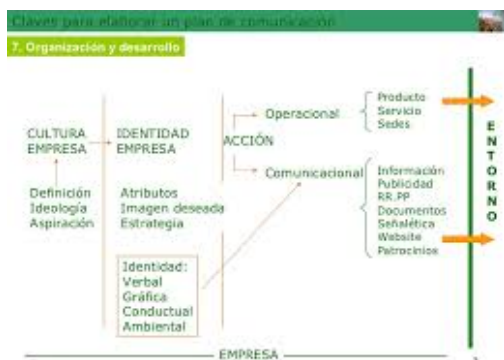 Claves para elaborar un plan de comunicación
7. Organización y desarrollo
CULTURA
EMPRESA
Definición
Ideología
Aspiración
IDENTIDAD
EMPRESA
Atributos
Imagen deseada
Estrategia
Identidad:
Verbal
Gráfica
Conductual
Ambiental
ACCIÓN
Operacional
Comunicacional
Producto
Servicio
Sedes
Información
Publicidad
RR.PP
Documentos
Señalética
Website
Patrocinios
ENTORNO
EMPRESA